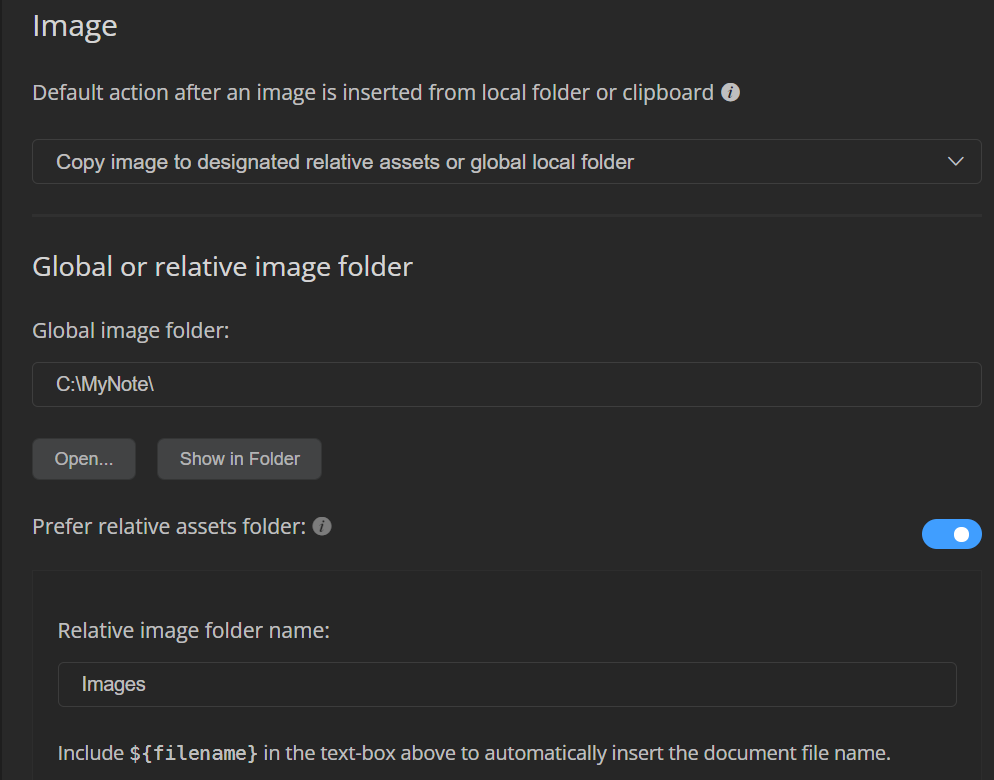 Image
Default action after an image is inserted from local folder or clipboard i
Copy image to designated relative assets or global local folder
Global or relative image folder
Global image folder:
C:\MyNote\
Open... Show in Folder
Prefer relative assets folder: i
Relative image folder name:
Images
Include ${filename} in the text-box above to automatically insert the document file name.